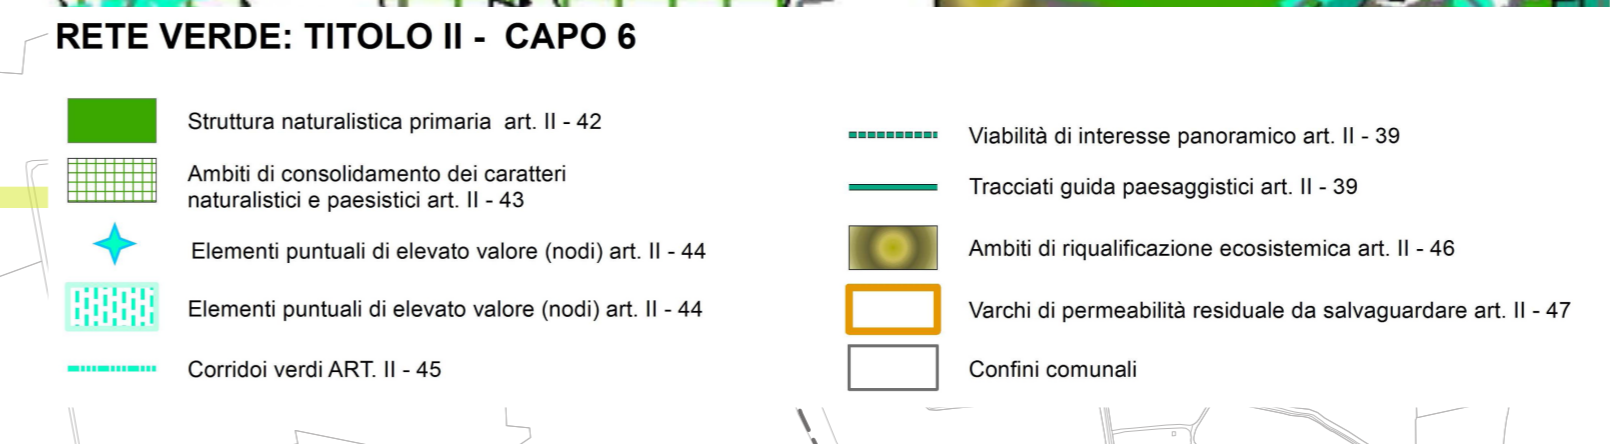 RETE VERDE: TITOLO II - CAPO 6
Struttura naturalistica primaria art. II - 42
Ambiti di consolidamento dei caratteri
naturalistici e paesistici art. II - 43
Elementi puntuali di elevato valore (nodi) art. II - 44
Elementi puntuali di elevato valore (nodi) art. II - 44
Corridoi verdi ART. II - 45
Viabilità di interesse panoramico art. II - 39
Tracciati guida paesaggistici art. II - 39
Ambiti di riqualificazione ecosistemica art. II - 46
Varchi di permeabilità residuale da salvaguardare art. II - 47
Confini comunali